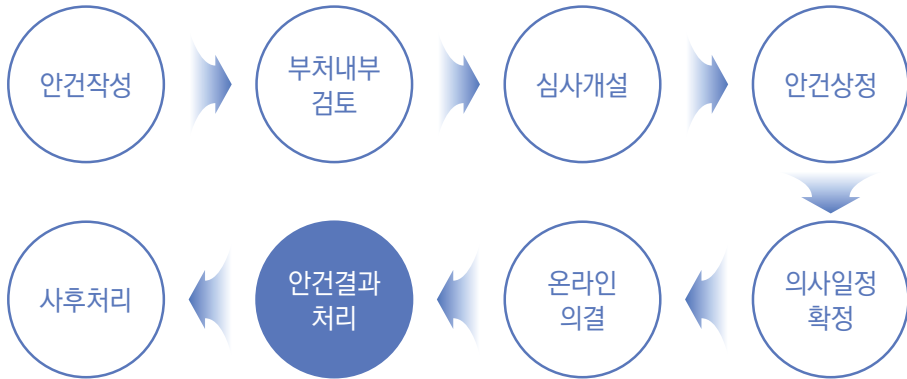 안건작성
부처내부
검토
심사개설
안건상정
의사일정
확정
온라인
의결
안건결과
처리
사후처리